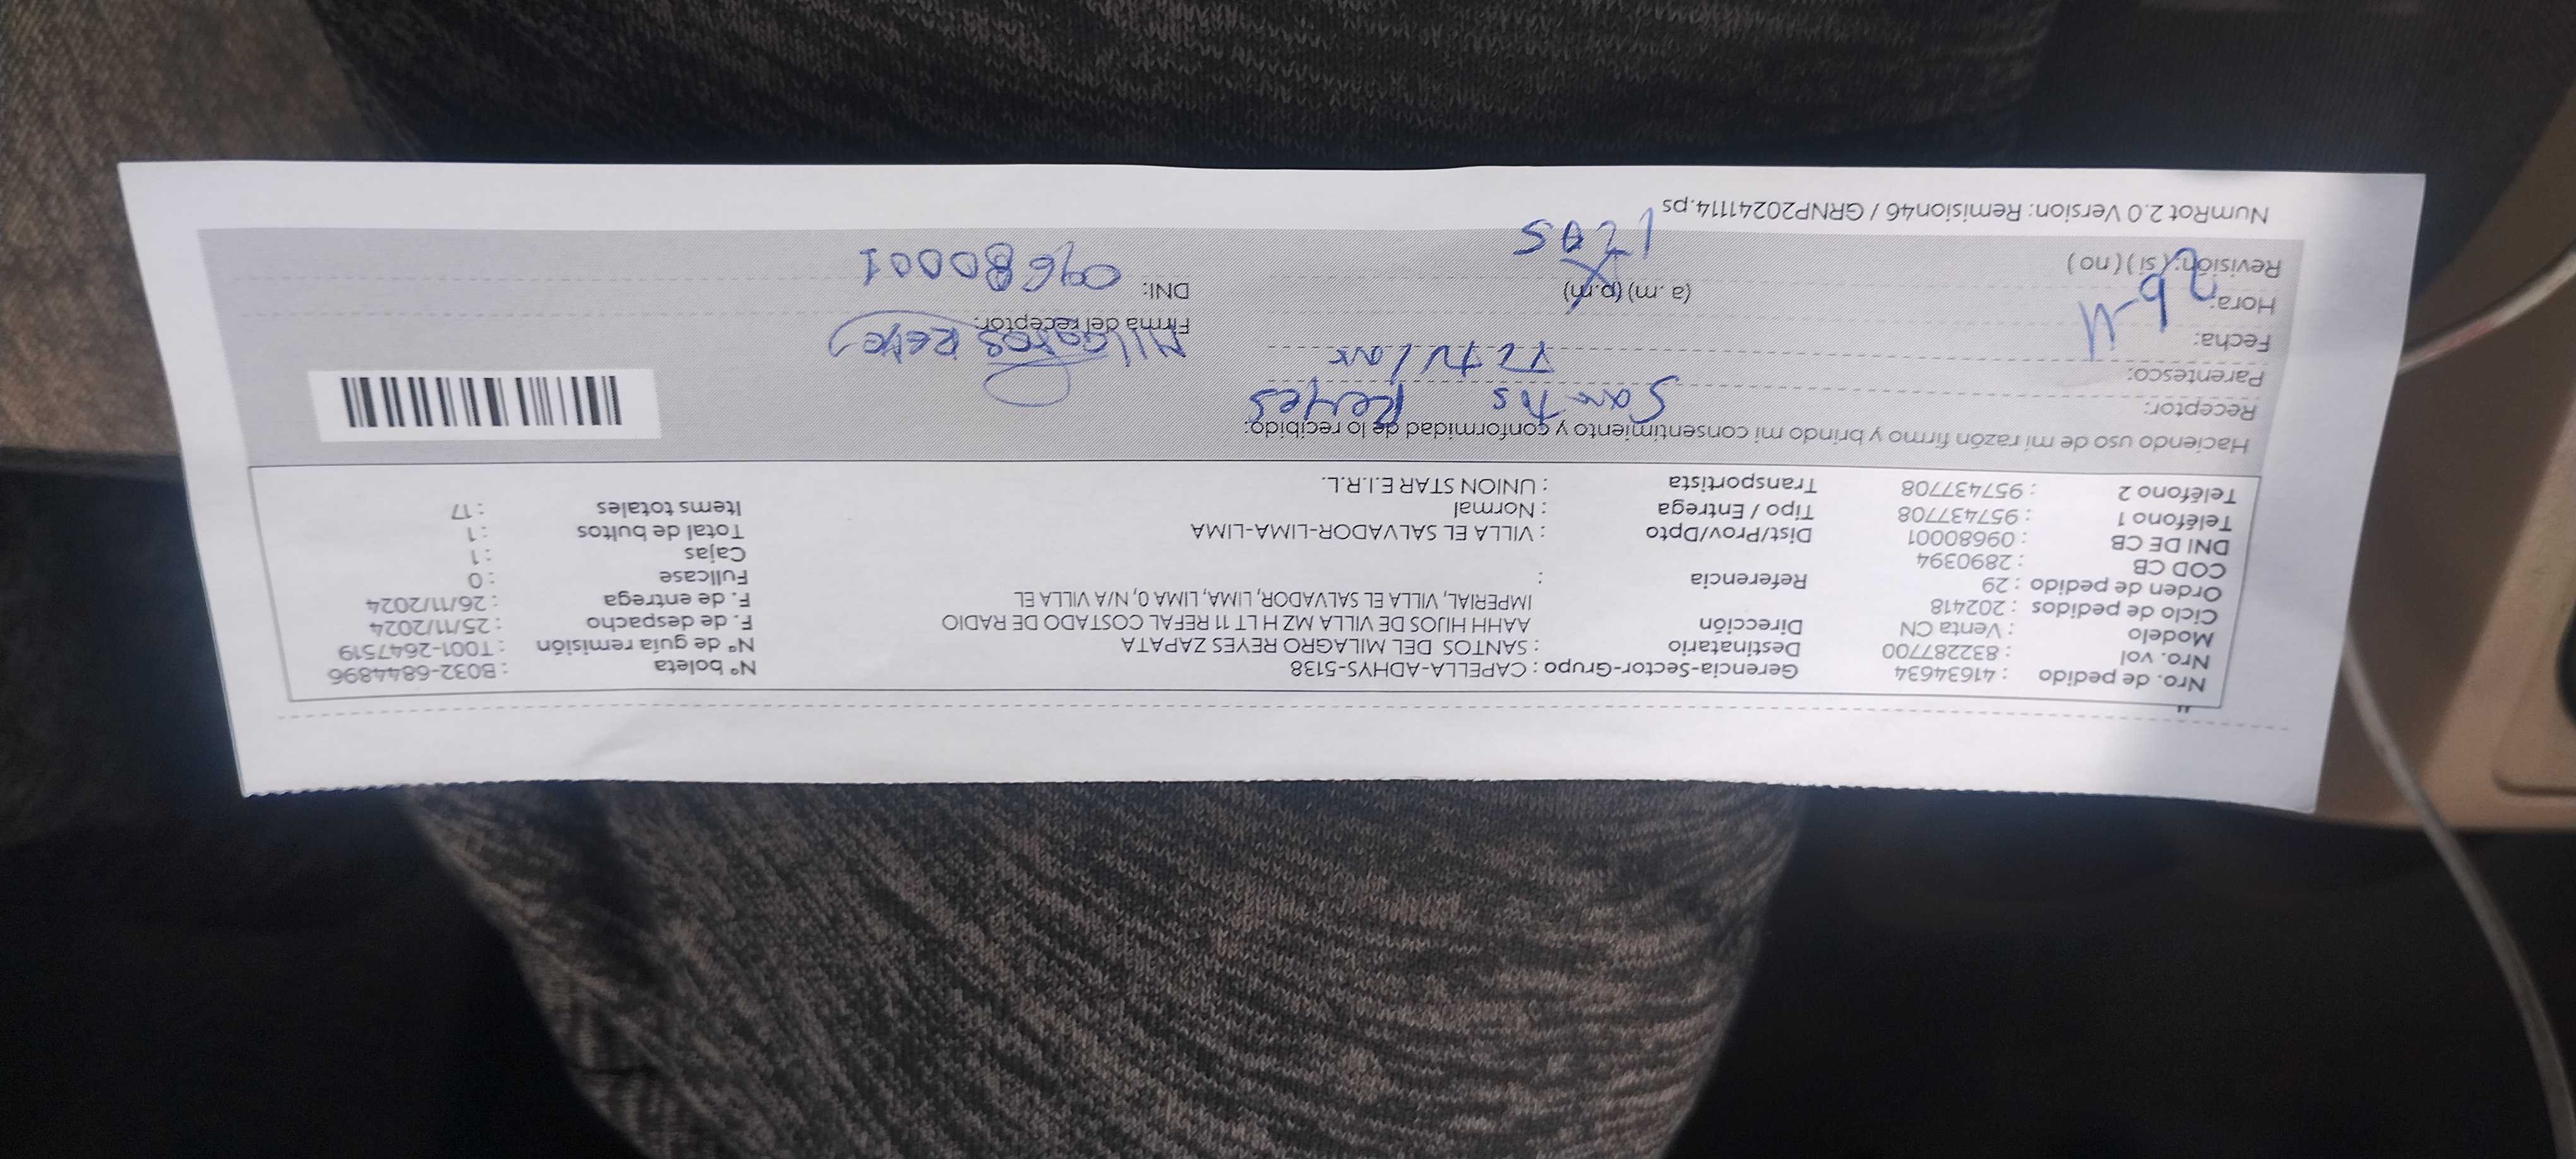 Nro. de pedido : 41634634 Gerencia-Sector-Grupo : CAPELLA-ADHYS-5138 N° boleta : B032-6844896
Nro. vol : 832287700 Destinatario : SANTOS DEL MILAGRO REYES ZAPATA N° de guía remisión : T001-2647519
Modelo : Venta CN Dirección AAHH HIJOS DE VILLA MZ H LT 11 REFAL COSTADO DE RADIO F. de despacho : 25/11/2024
Ciclo de pedidos : 202418 IMPERIAL, VILLA EL SALVADOR, LIMA, LIMA 0, N/A VILLA EL F. de entrega : 26/11/2024
Orden de pedido : 29 Referencia : Fullcase : 0
COD CB : 2890394 Cajas : 1
DNI DE CB : 09680001 Dist/Prov/Dpto : VILLA EL SALVADOR-LIMA-LIMA Total de bultos : 1
Teléfono 1 : 957437708 Tipo / Entrega : Normal Items totales : 17
Teléfono 2 : 957437708 Transportista : UNION STAR E.I.R.L.
Haciendo uso de mi razón firmo y brindo mi consentimiento y conformidad de lo recibido:
Receptor: Santos Reyes
Parentesco: Titular
Fecha: 26-11 Firma del receptor: Milagros Reye
Hora: (a. m) (p.m) DNI: 09680001
Revisión: (si) (no) 1205
NumRot 2.0 Version: Remision46 / GRNP20241114.ps